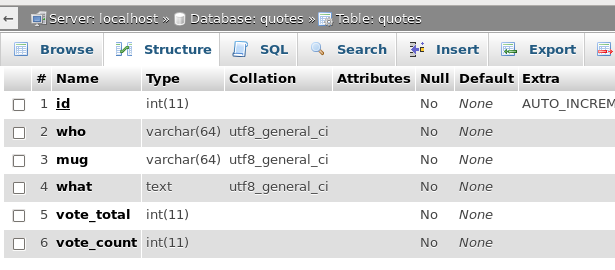 ← Server: localhost » Database: quotes » Table: quotes
Browse Structure SQL Search Insert Export
# Name Type Collation Attributes Null Default Extra
1 id int(11) No None AUTO_INCREM
2 who varchar(64) utf8_general_ci No None
3 mug varchar(64) utf8_general_ci No None
4 what text utf8_general_ci No None
5 vote_total int(11) No None
6 vote_count int(11) No None